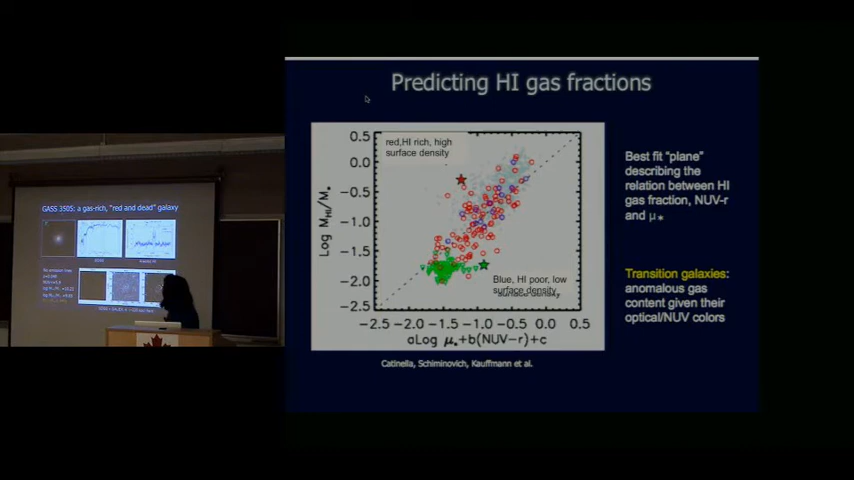 Predicting HI gas fractions
red,HI rich, high
surface density
Blue, HI poor, low
surface density
Log M_HI/M*
0.5
0.0
−0.5
−1.0
−1.5
−2.0
−2.5
−2.5 −2.0 −1.5 −1.0 −0.5 0.0 0.5
aLog μ*+b(NUV−r)+c
Catinella, Schiminovich, Kauffmann et al.
Best fit "plane"
describing the
relation between HI
gas fraction, NUV-r
and μ*
Transition galaxies:
anomalous gas
content given their
optical/NUV colors
GASS 3505: a gas-rich, "red and dead" galaxy
No emission lines